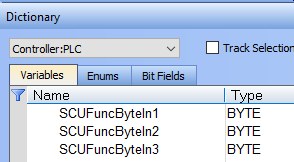 Dictionary
Controller:PLC Track Selection
Variables Enums Bit Fields
Name Type
SCUFuncByteIn1 BYTE
SCUFuncByteIn2 BYTE
SCUFuncByteIn3 BYTE